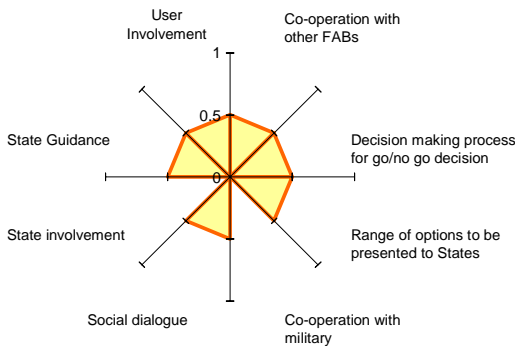 User
Involvement
Co-operation with
other FABs
1
0.5
State Guidance
Decision making process
for go/no go decision
0
State involvement
Range of options to be
presented to States
Social dialogue
Co-operation with
military